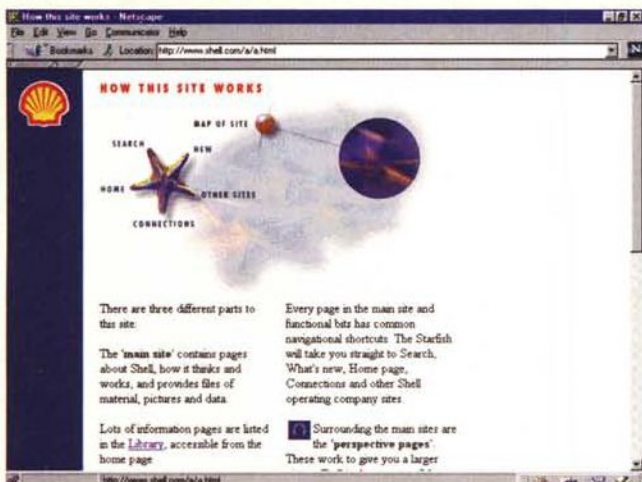 How this site works - Netscape
File Edit View Go Communicator Help
Bookmarks Location: http://www.shell.com/a/a.html
N
HOW THIS SITE WORKS
MAP OF SITE
SEARCH
NEW
HOME
OTHER SITES
CONNECTIONS
There are three different parts to
this site:
The 'main site' contains pages
about Shell, how it thinks and
works, and provides files of
material, pictures and data.
Lots of information pages are listed
in the Library, accessible from the
home page.
Every page in the main site and
functional bits has common
navigational shortcuts. The Starfish
will take you straight to Search,
What's new, Home page,
Connections and other Shell
operating company sites.
Surrounding the main sites are
the 'perspective pages'.
These work to give you a larger
http://www.shell.com/a/a.html